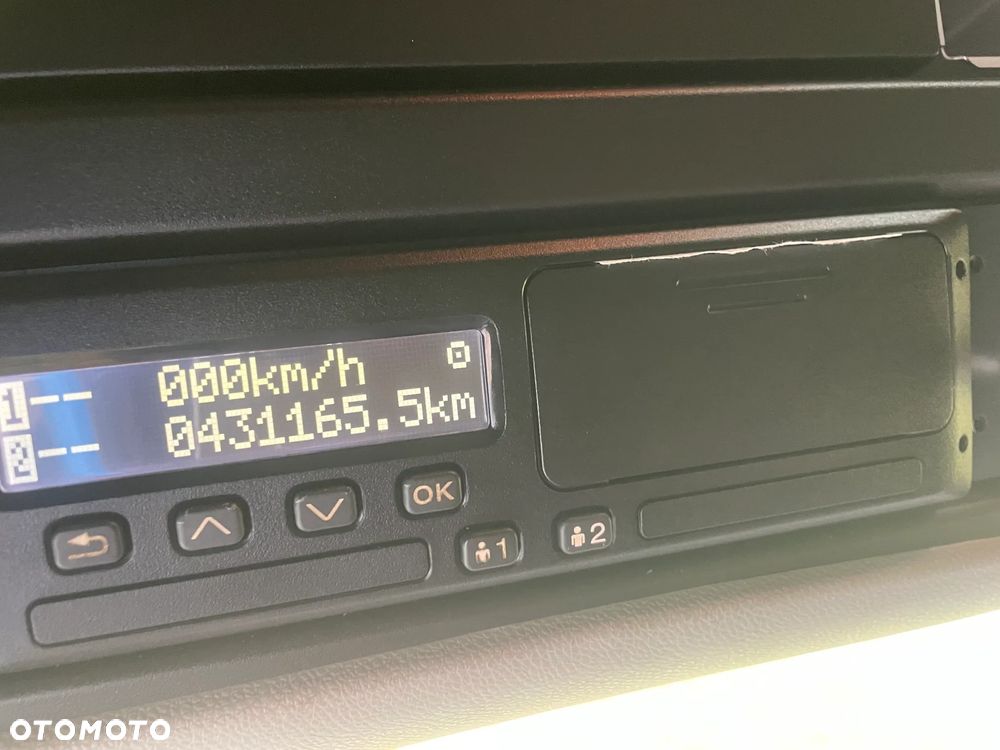 1-- 000km/h
2-- 0431165.5km
OK
1
2
OTOMOTO